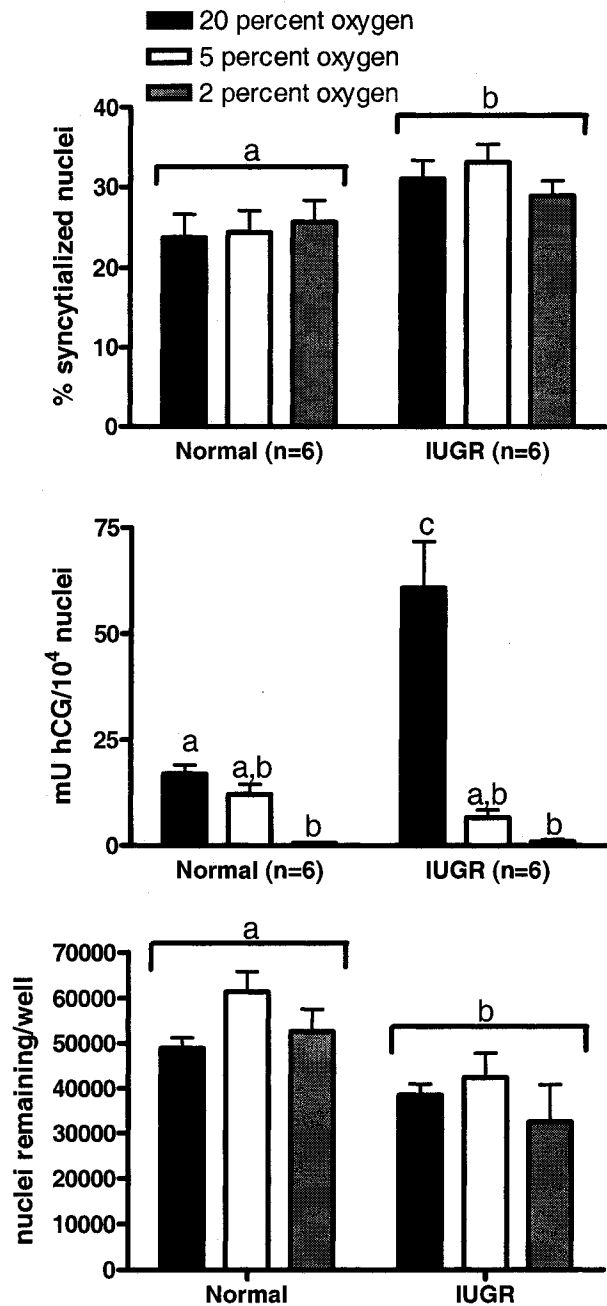 20 percent oxygen
5 percent oxygen
2 percent oxygen
% syncytialized nuclei
40
30
20
10
0
a
b
Normal (n=6)
IUGR (n=6)
mU hCG/10⁴ nuclei
75
50
25
0
a
a,b
b
c
a,b
b
Normal (n=6)
IUGR (n=6)
nuclei remaining/well
70000
60000
50000
40000
30000
20000
10000
0
a
b
Normal
IUGR